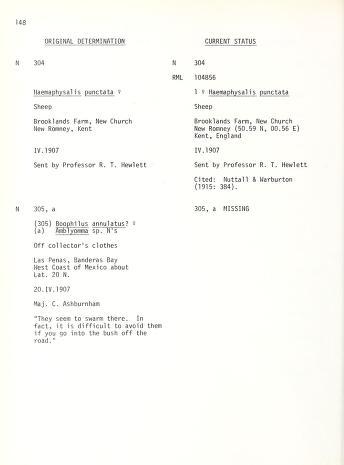 148
ORIGINAL DETERMINATION
N 304
Haemaphysalis punctata ♀
Sheep
Brooklands Farm, New Church
New Romney, Kent
IV.1907
Sent by Professor R. T. Hewlett
N 305, a
(305) Boophilus annulatus? ♀
(a) Amblyomma sp. N's
Off collector's clothes
Las Penas, Banderas Bay
West Coast of Mexico about
Lat. 20 N.
20.IV.1907
Maj. C. Ashburnham
"They seem to swarm there. In
fact, it is difficult to avoid them
if you go into the bush off the
road."
CURRENT STATUS
N 304
RML 104856
1 ♀ Haemaphysalis punctata
Sheep
Brooklands Farm, New Church
New Romney (50.59 N, 00.56 E)
Kent, England
IV.1907
Sent by Professor R. T. Hewlett
Cited: Nuttall & Warburton
(1915: 384).
305, a MISSING